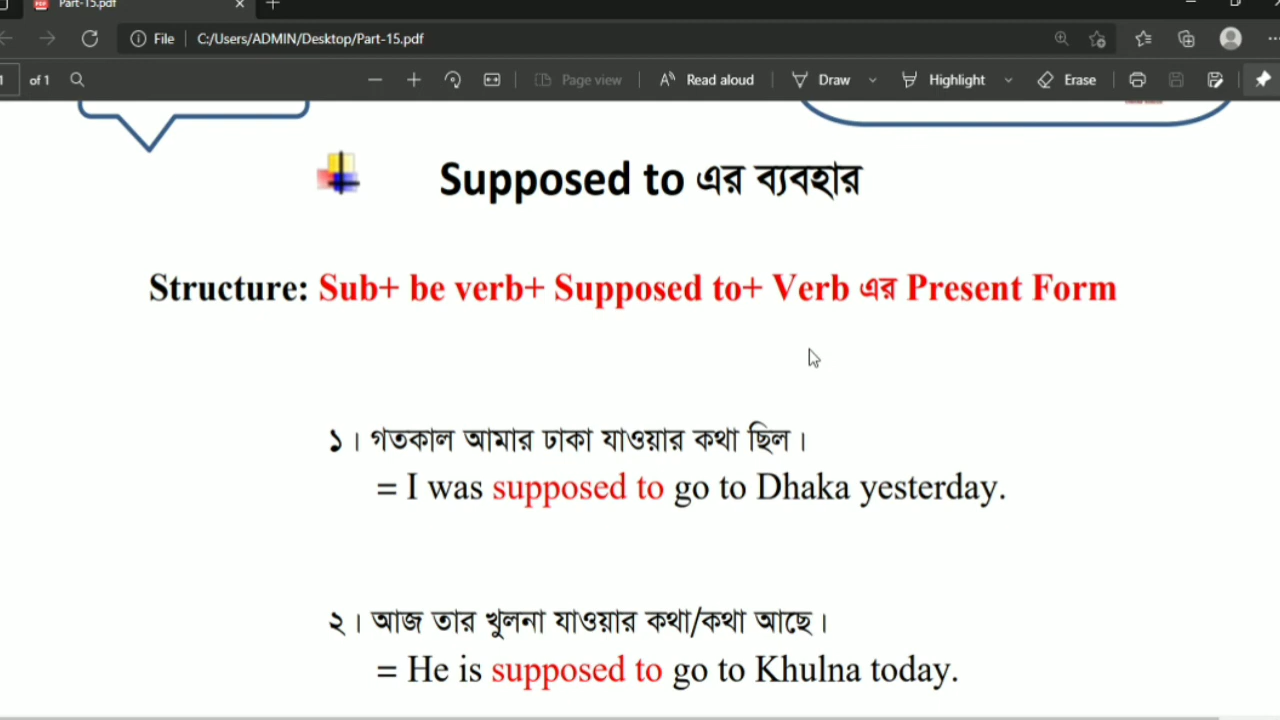 Part-15.pdf
File C:/Users/ADMIN/Desktop/Part-15.pdf
1 of 1 Page view Read aloud Draw Highlight Erase
Supposed to এর ব্যবহার
Structure: Sub+ be verb+ Supposed to+ Verb এর Present Form
১। গতকাল আমার ঢাকা যাওয়ার কথা ছিল।
= I was supposed to go to Dhaka yesterday.
২। আজ তার খুলনা যাওয়ার কথা/কথা আছে।
= He is supposed to go to Khulna today.